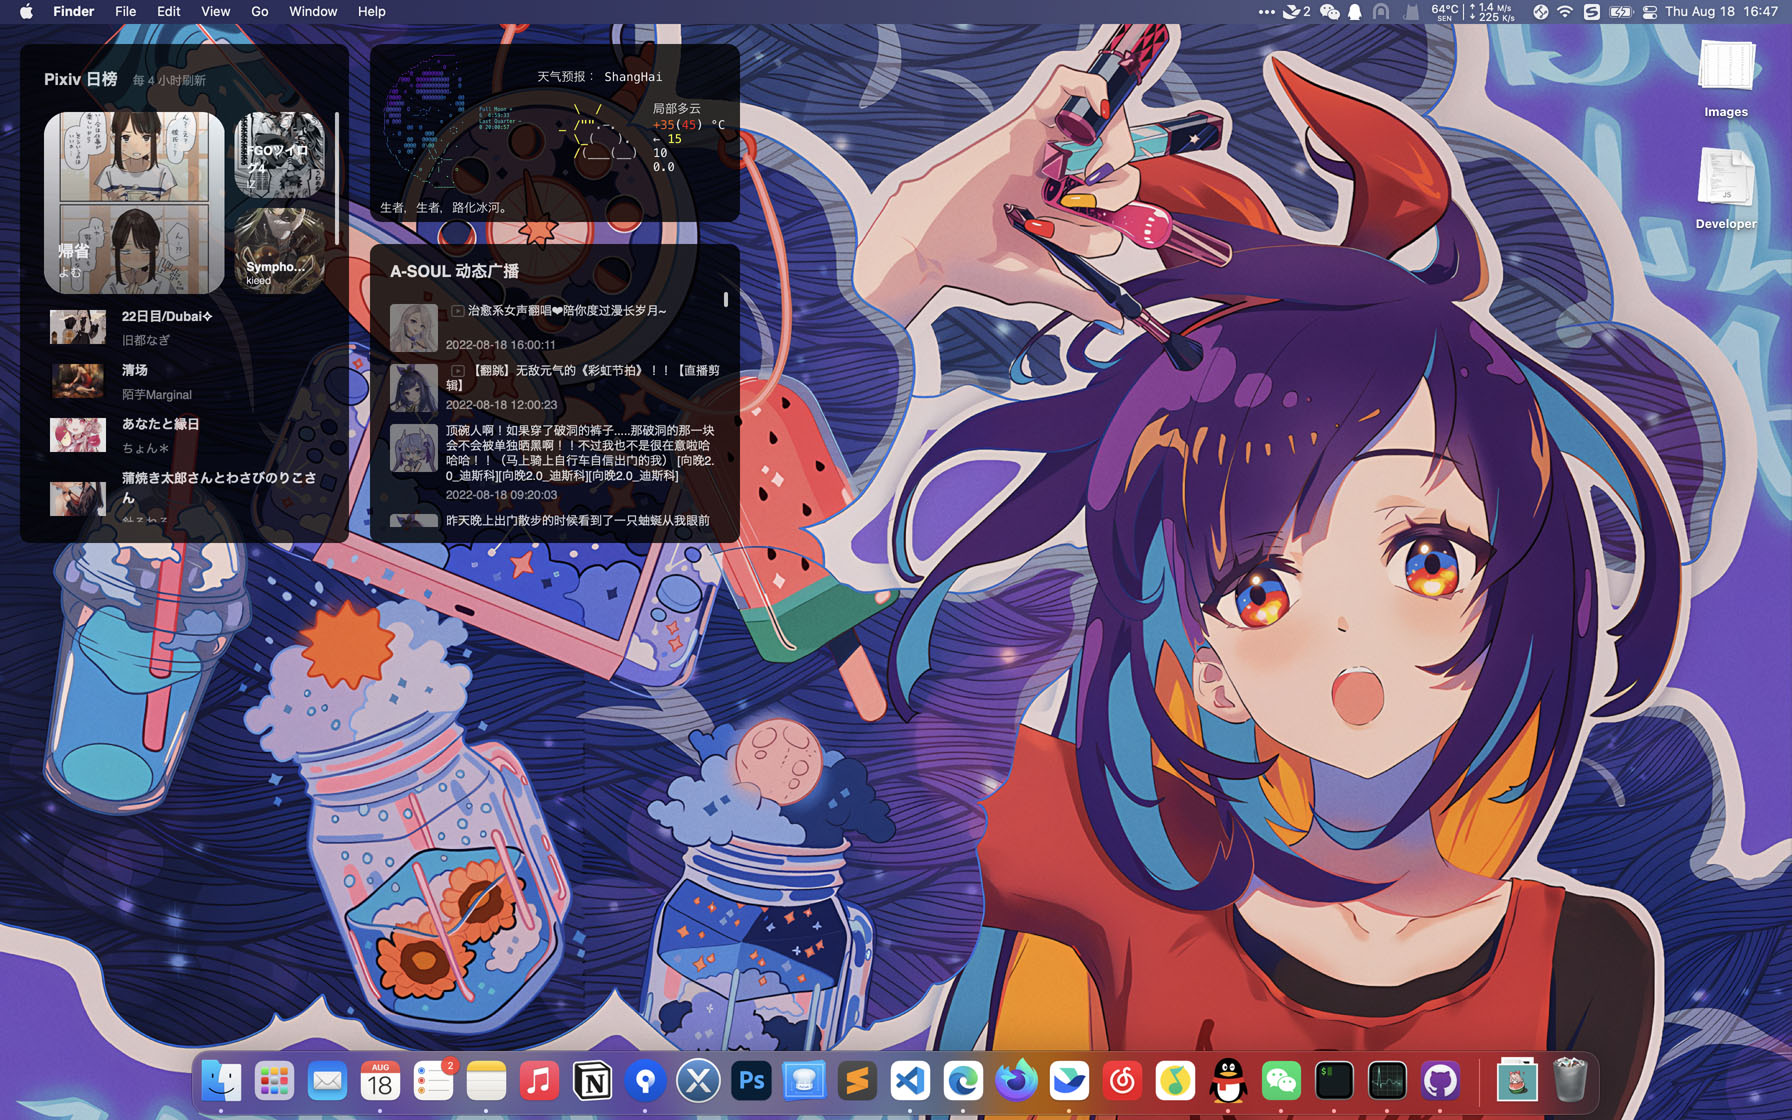 Finder File Edit View Go Window Help
2
64°C
SEN
↑ 1.4 M/s
↓ 225 K/s
Thu Aug 18 16:47
Pixiv 日榜 每 4 小时刷新
帰省
よむ
FGOツイログ4
Sympho...
kieed
22日目/Dubai✧
旧都なぎ
清场
陌芋Marginal
あなたと縁日
ちょん＊
蒲焼き太郎さんとわさびのりこさ
ん
天气预报： ShangHai
Full Moon +
Last Quarter -
局部多云
+35(45) °C
← 15
10
0.0
生者，生者，路化冰河。
A-SOUL 动态广播
治愈系女声翻唱❤陪你度过漫长岁月~
2022-08-18 16:00:11
【翻跳】无敌元气的《彩虹节拍》！！【直播剪
辑】
2022-08-18 12:00:23
顶碗人啊！如果穿了破洞的裤子.....那破洞的那一块
会不会被单独晒黑啊！！不过我也不是很在意啦哈
哈哈！！（马上骑上自行车自信出门的我） [向晚2.
0_迪斯科][向晚2.0_迪斯科][向晚2.0_迪斯科]
2022-08-18 09:20:03
昨天晚上出门散步的时候看到了一只蚰蜒从我眼前
Images
JS
Developer
AUG
18
2
N
Ps